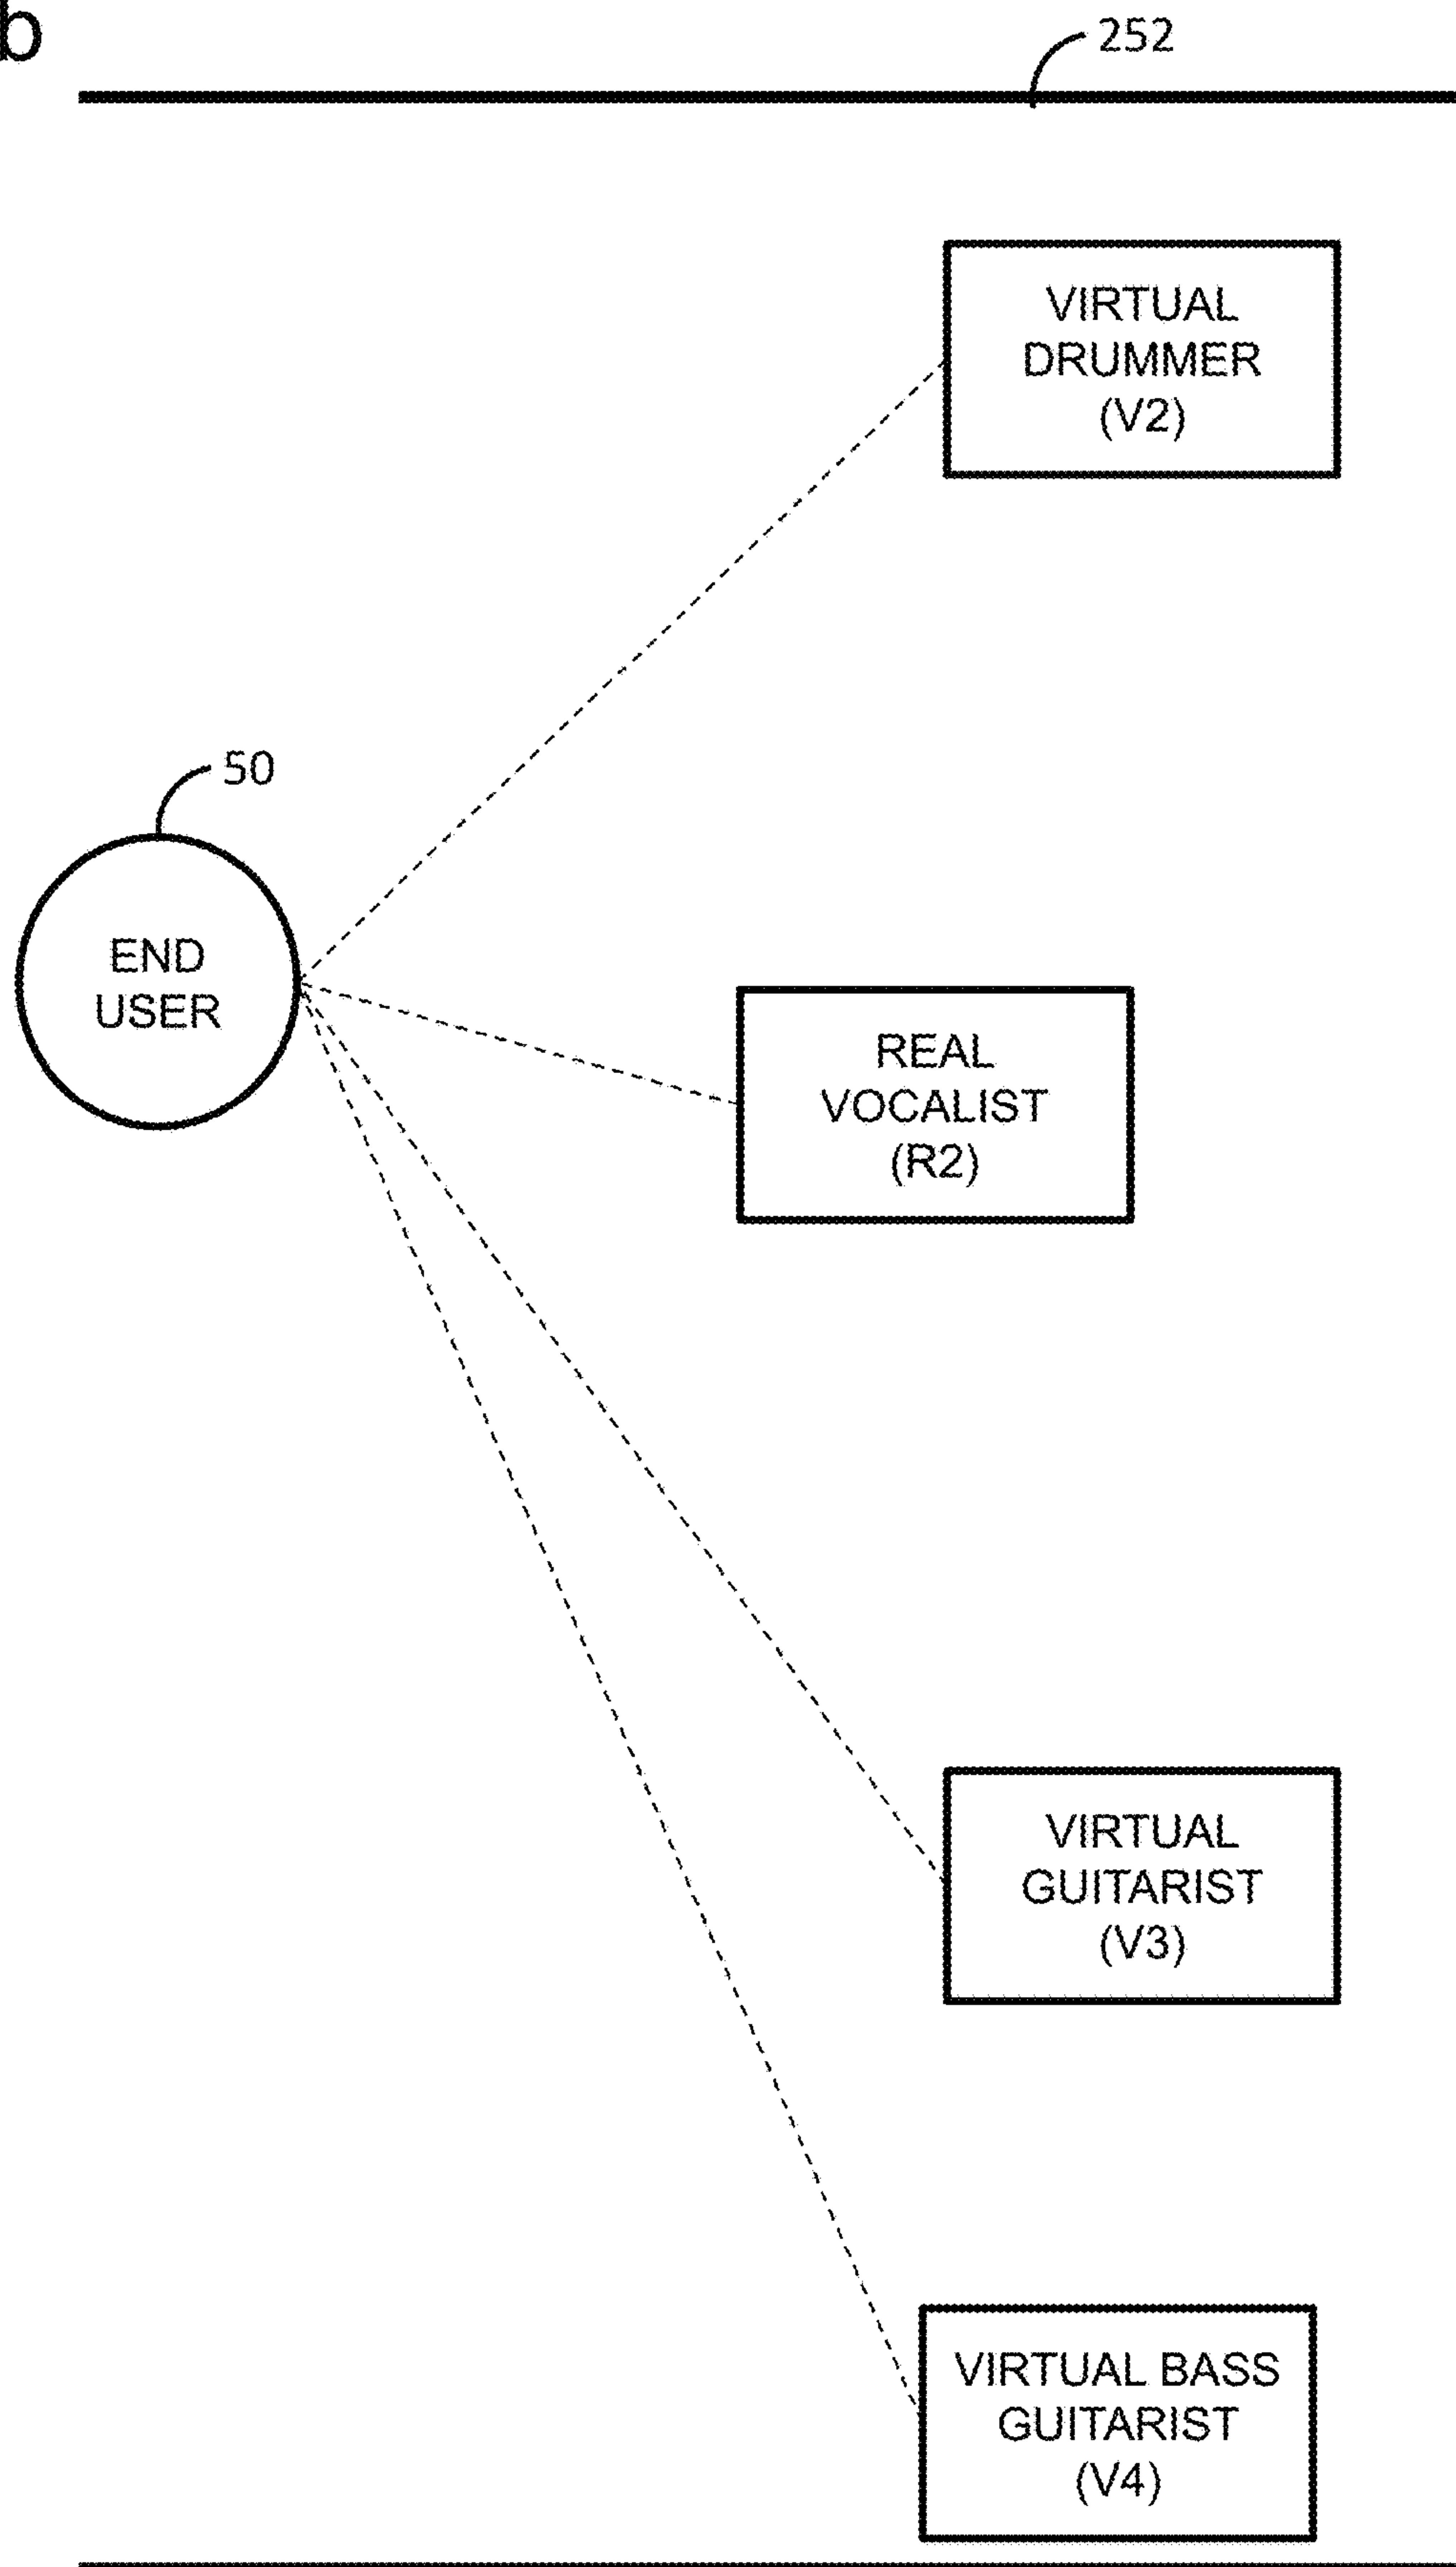 b
252
VIRTUAL
DRUMMER
(V2)
50
END
USER
REAL
VOCALIST
(R2)
VIRTUAL
GUITARIST
(V3)
VIRTUAL BASS
GUITARIST
(V4)